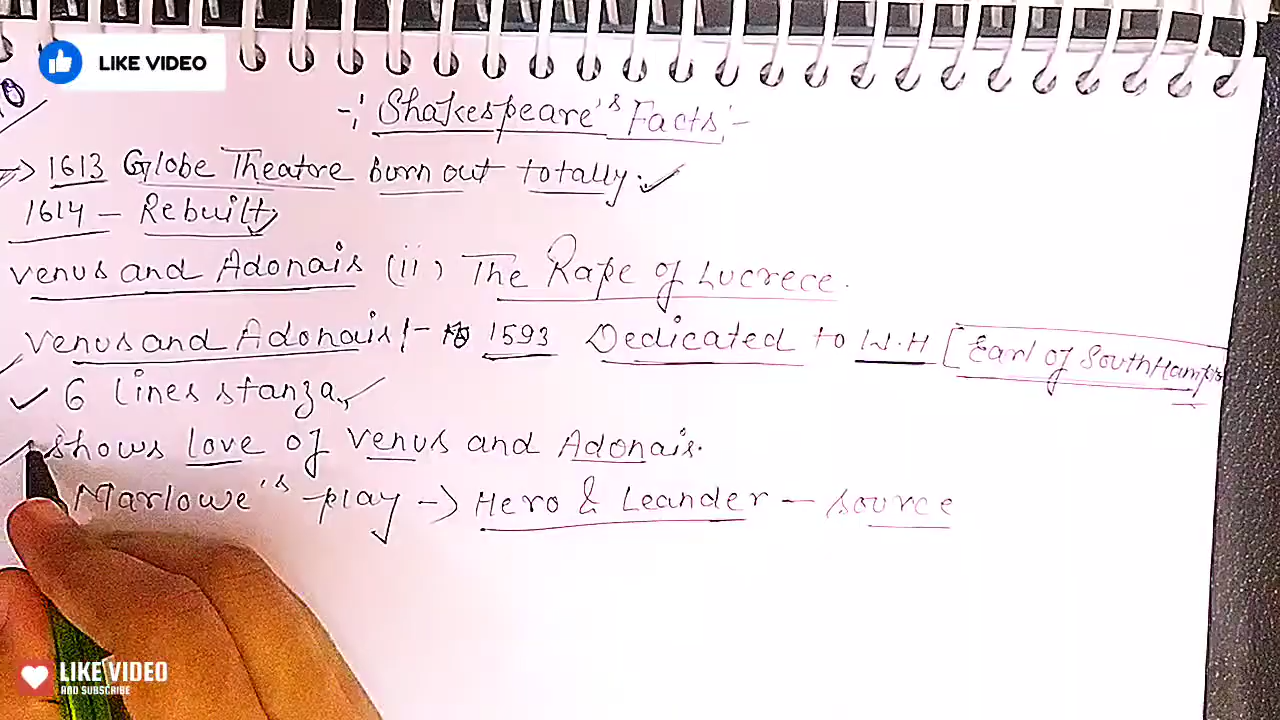 LIKE VIDEO
-: Shakespeare's Facts :-
-> 1613 Globe Theatre burn out totally.
1614 - Rebuilt
venus and Adonais (ii) The Rape of Lucrece.
venus and Adonais :- 1593 Dedicated to W.H [Earl of SouthHampton
6 lines stanza
shows love of venus and Adonais.
Marlowe's play -> Hero & Leander - source
LIKE VIDEO
AND SUBSCRIBE